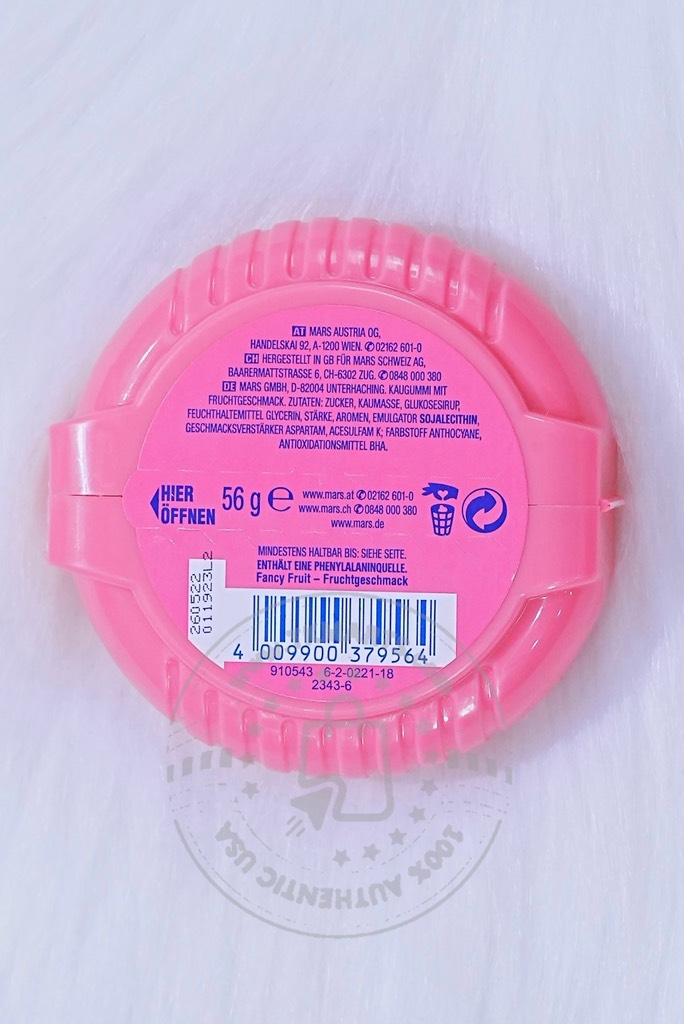 AT MARS AUSTRIA OG,
HANDELSKAI 92, A-1200 WIEN. ✆02162 601-0
CH HERGESTELLT IN GB FÜR MARS SCHWEIZ AG,
BAARERMATTSTRASSE 6, CH-6302 ZUG. ✆0848 000 380
DE MARS GMBH, D-82004 UNTERHACHING. KAUGUMMI MIT
FRUCHTGESCHMACK. ZUTATEN: ZUCKER, KAUMASSE, GLUKOSESIRUP,
FEUCHTHALTEMITTEL GLYCERIN, STÄRKE, AROMEN, EMULGATOR SOJALECITHIN,
GESCHMACKSVERSTÄRKER ASPARTAM, ACESULFAM K; FARBSTOFF ANTHOCYANE,
ANTIOXIDATIONSMITTEL BHA.
HIER
ÖFFNEN
56 g ℮
www.mars.at ✆02162 601-0
www.mars.ch ✆0848 000 380
www.mars.de
MINDESTENS HALTBAR BIS: SIEHE SEITE.
ENTHÄLT EINE PHENYLALANINQUELLE.
Fancy Fruit – Fruchtgeschmack
260522
011923L2
4 009900 379564
910543 6-2-0221-18
2343-6
100% AUTHENTIC USA